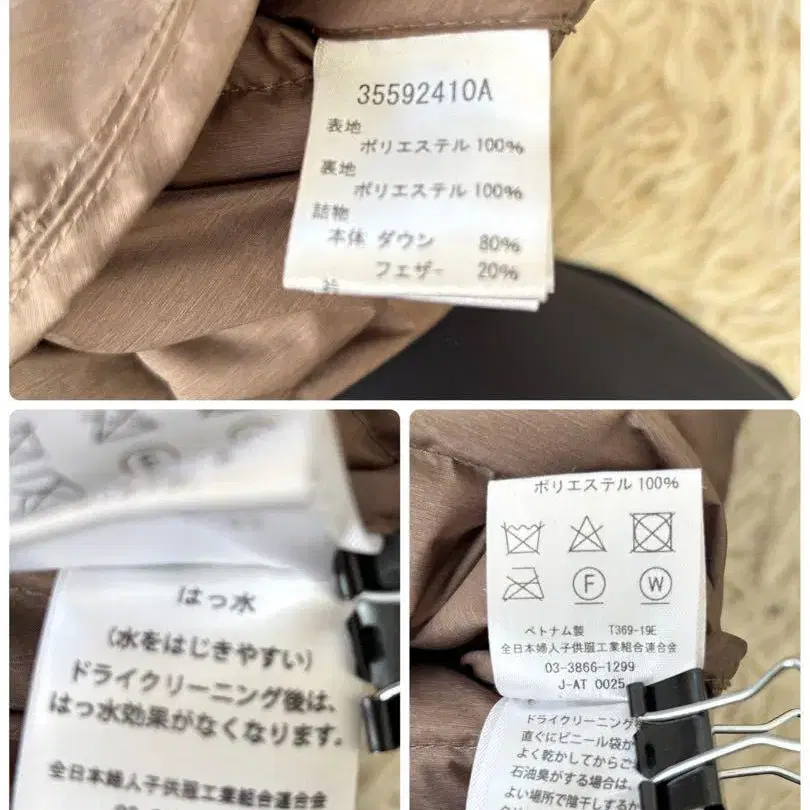 35592410A
表地
ポリエステル 100%
裏地
ポリエステル 100%
詰物
本体 ダウン 80%
フェザー 20%
はっ水
(水をはじきやすい)
ドライクリーニング後は、
はっ水効果がなくなります。
全日本婦人子供服工業組合連合会
ポリエステル 100%
F W
ベトナム製 T369-19E
全日本婦人子供服工業組合連合会
03-3866-1299
J-AT 0025
ドライクリーニング
直ぐにビニール袋か
よく乾かしてからご
石油臭がする場合は、
よい場所で陰干しするか